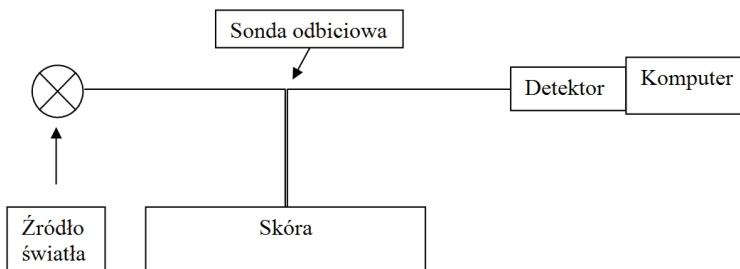 Sonda odbiciowa
Detektor
Komputer
Źródło
światła
Skóra